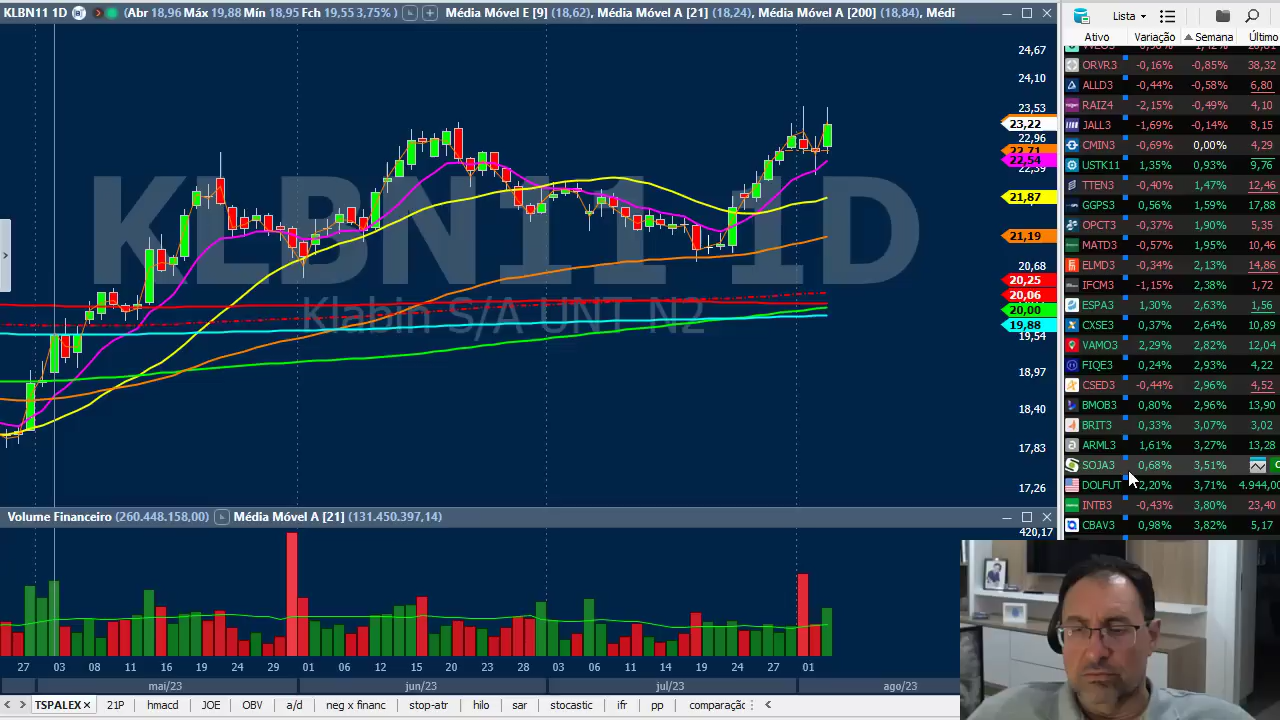 KLBN11 1D (Abr 18,96 Máx 19,88 Mín 18,95 Fch 19,55 3,75%) Média Móvel E [9] (18,62), Média Móvel A [21] (18,24), Média Móvel A [200] (18,84), Médi
Lista
Ativo Variação Semana Último
ORVR3 -0,16% -0,85% 38,32
ALLD3 -0,44% -0,58% 6,80
RAIZ4 -2,15% -0,49% 4,10
JALL3 -1,69% -0,14% 8,15
CMIN3 -0,69% 0,00% 4,29
USTK11 1,35% 0,93% 9,76
TTEN3 -0,40% 1,47% 12,46
GGPS3 0,56% 1,59% 17,88
OPCT3 -0,37% 1,90% 5,35
MATD3 -0,57% 1,95% 10,46
ELMD3 -0,34% 2,13% 14,86
IFCM3 -1,15% 2,38% 1,72
ESPA3 1,30% 2,63% 1,56
CXSE3 0,37% 2,64% 10,89
VAMO3 2,29% 2,82% 12,04
FIQE3 0,24% 2,93% 4,22
CSED3 -0,44% 2,96% 4,52
BMOB3 0,80% 2,96% 13,90
BRIT3 0,33% 3,07% 3,02
ARML3 1,61% 3,27% 13,28
SOJA3 0,68% 3,51%
DOLFUT 2,20% 3,71% 4.944,00
INTB3 -0,43% 3,80% 23,40
CBAV3 0,98% 3,82% 5,17
24,67
24,10
23,53
23,22
22,96
22,71
22,54
22,39
21,87
21,19
20,68
20,25
20,06
20,00
19,88
19,54
18,97
18,40
17,83
17,26
KLBN11 1D
Klabin S/A UNT N2
Volume Financeiro (260.448.158,00) Média Móvel A [21] (131.450.397,14)
420,17
27 03 08 11 16 19 24 29 01 06 12 15 20 23 28 03 06 11 14 19 24 27 01
mai/23 jun/23 jul/23 ago/23
TSPALEX × 21P hmacd JOE OBV a/d neg x financ stop-atr hilo sar stocastic ifr pp comparação